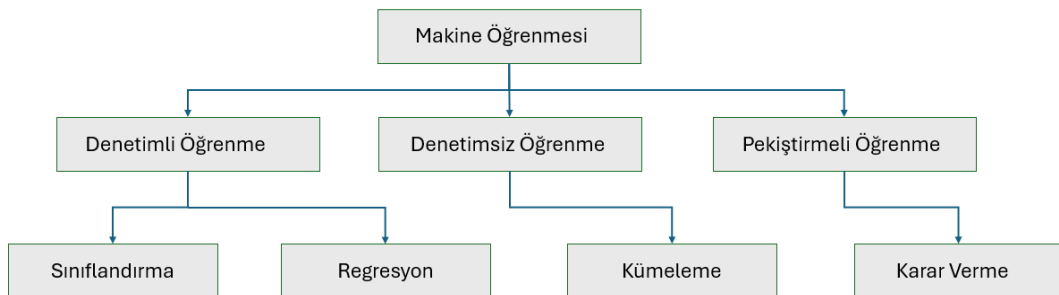 Makine Öğrenmesi
Denetimli Öğrenme
Denetimsiz Öğrenme
Pekiştirmeli Öğrenme
Sınıflandırma
Regresyon
Kümeleme
Karar Verme